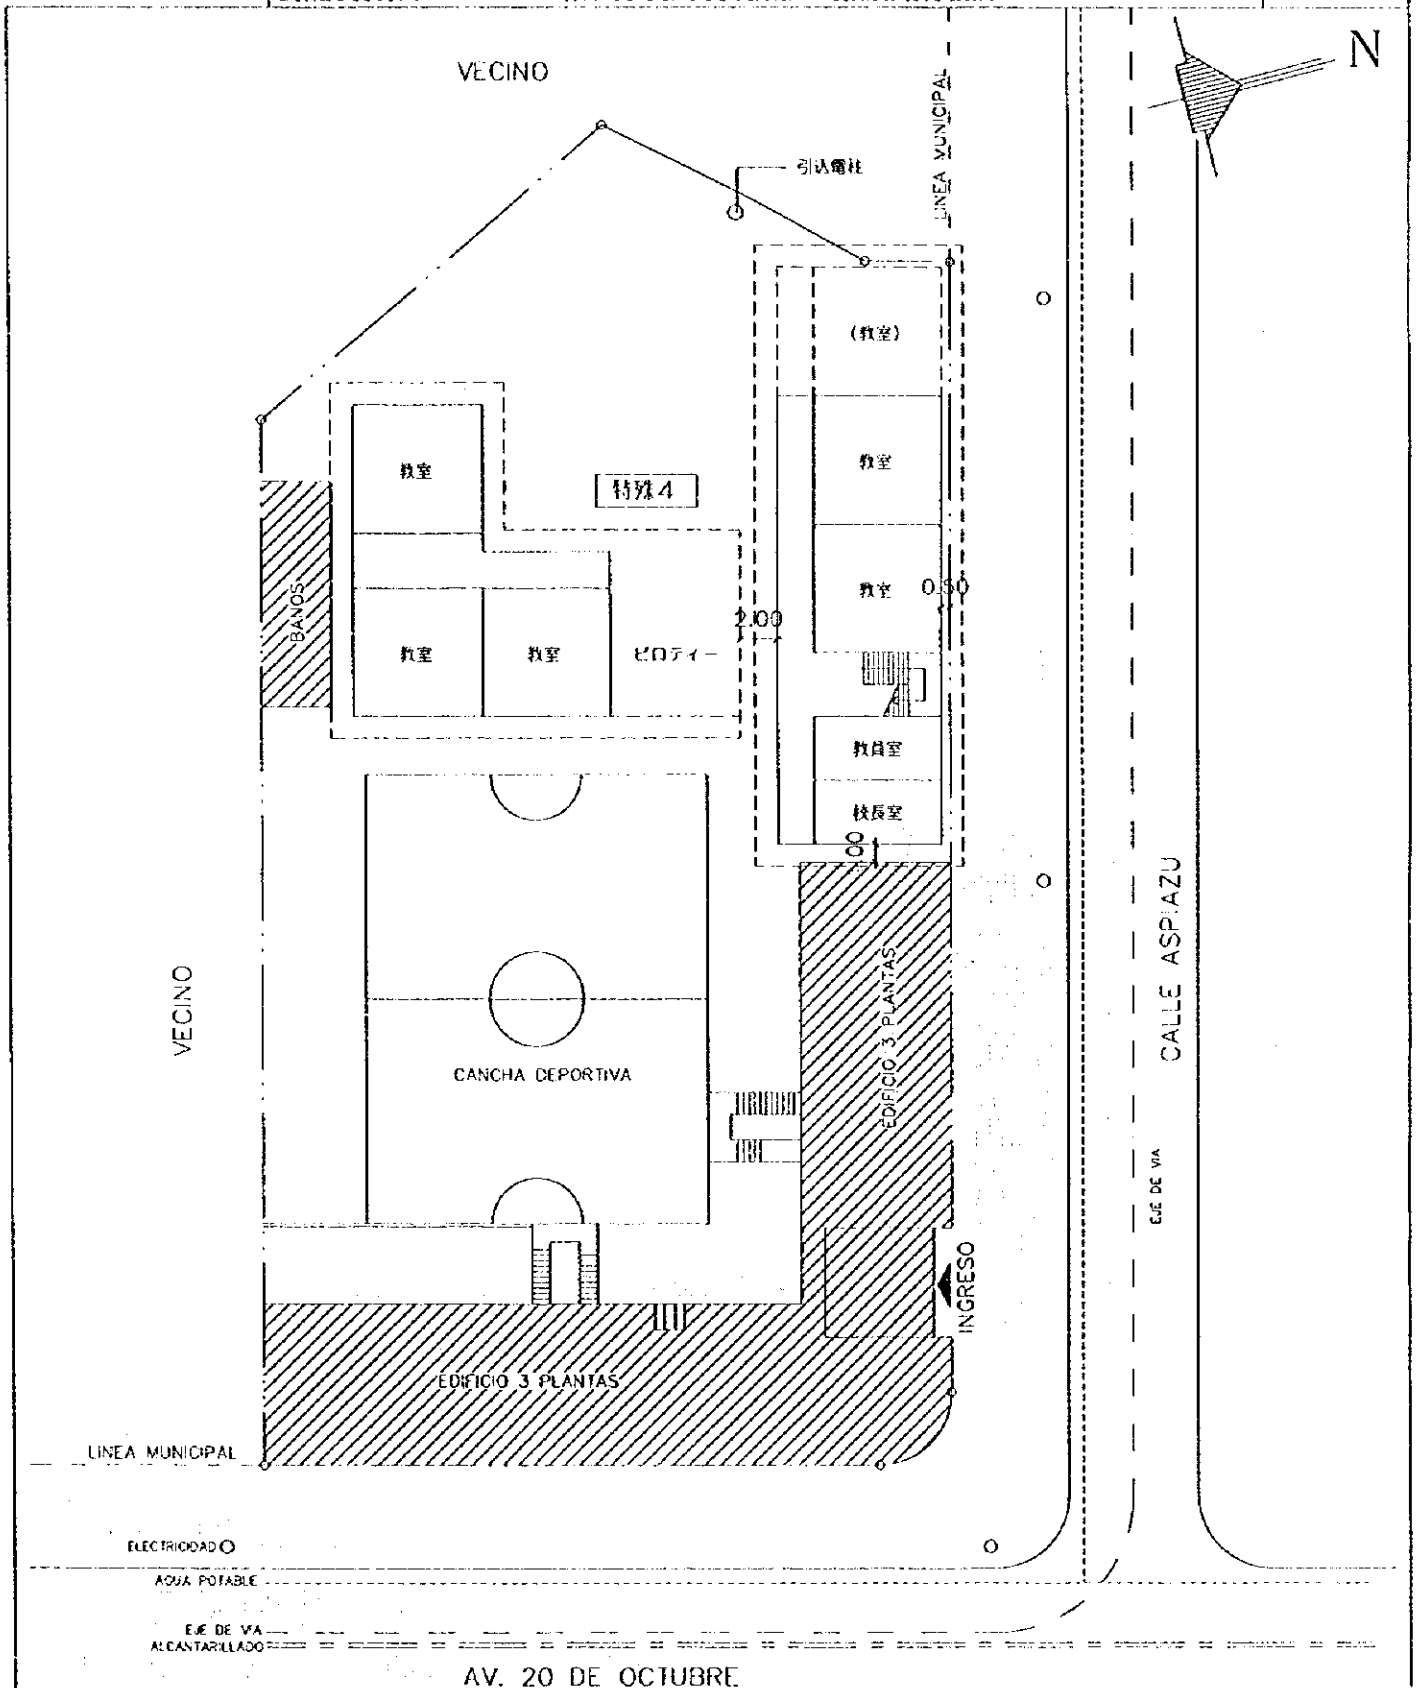 VECINO
N
LINEA MUNICIPAL
引込電柱
(教室)
教室
教室
特殊4
教室
0.50
BANOS
2.00
教室
教室
ピロティー
教員室
校長室
VECINO
CALLE ASPIAZU
EDIFICIO 3 PLANTAS
CANCHA DEPORTIVA
EJE DE VIA
INGRESO
EDIFICIO 3 PLANTAS
LINEA MUNICIPAL
ELECTRICIDAD
AGUA POTABLE
EJE DE VIA
ALCANTARILLADO
AV. 20 DE OCTUBRE